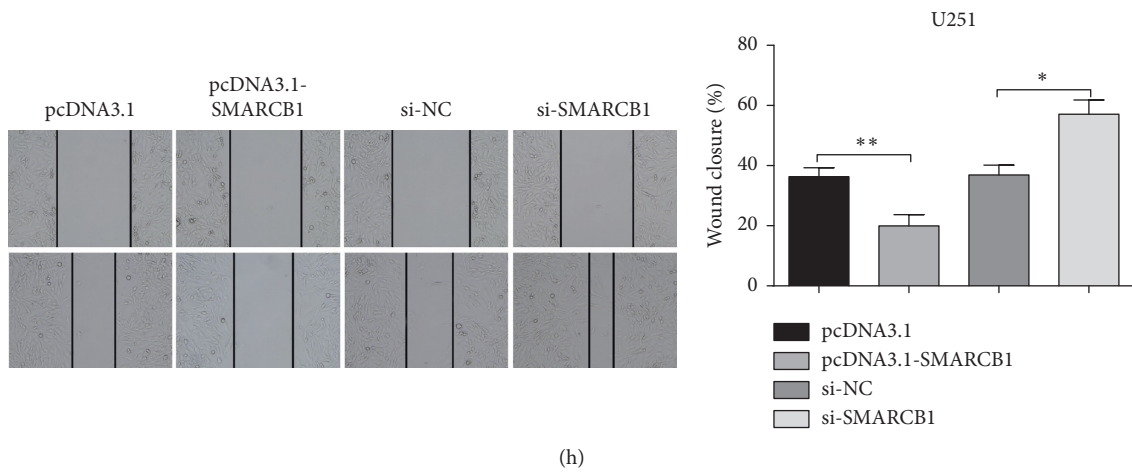 pcDNA3.1
pcDNA3.1-
SMARCB1
si-NC
si-SMARCB1
U251
Wound closure (%)
80
60
40
20
0
**
*
pcDNA3.1
pcDNA3.1-SMARCB1
si-NC
si-SMARCB1
(h)